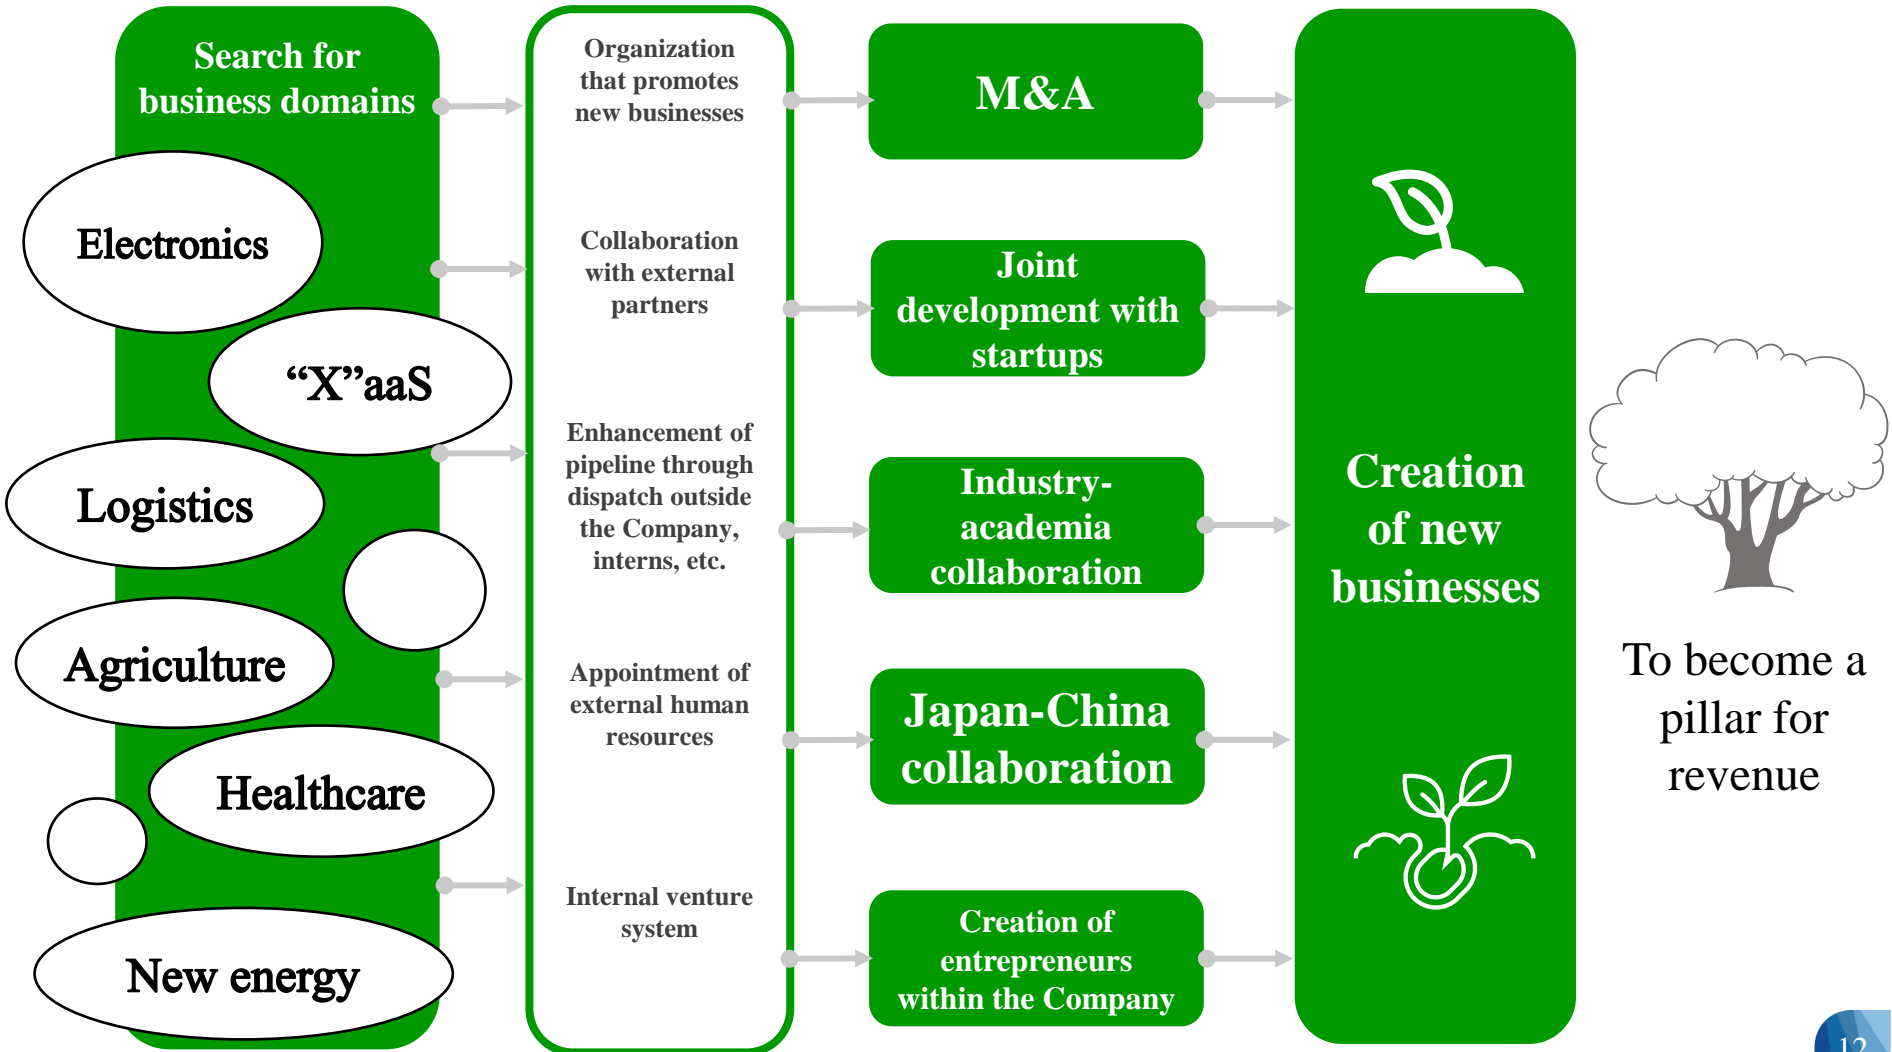 Search for
business domains
Electronics
“X”aaS
Logistics
Agriculture
Healthcare
New energy
Organization
that promotes
new businesses
Collaboration
with external
partners
Enhancement of
pipeline through
dispatch outside
the Company,
interns, etc.
Appointment of
external human
resources
Internal venture
system
M&A
Joint
development with
startups
Industry-
academia
collaboration
Japan-China
collaboration
Creation of
entrepreneurs
within the Company
Creation
of new
businesses
To become a
pillar for
revenue
12